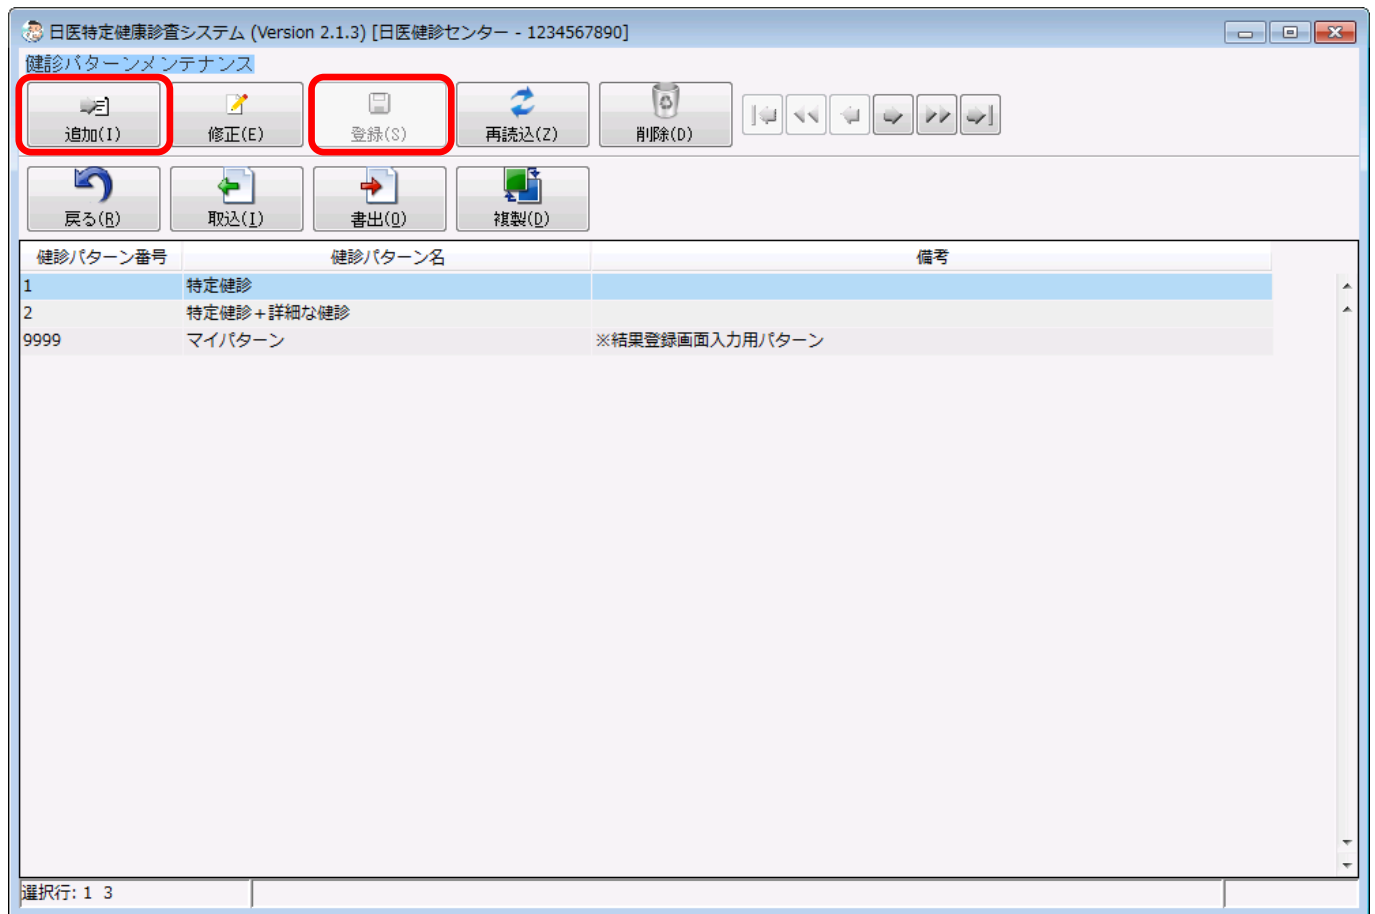 日医特定健康診査システム (Version 2.1.3) [日医健診センター - 1234567890]
健診パターンメンテナンス
追加(I) 修正(E) 登録(S) 再読込(Z) 削除(D)
戻る(R) 取込(I) 書出(O) 複製(D)
健診パターン番号 健診パターン名 備考
1 特定健診
2 特定健診+詳細な健診
9999 マイパターン ※結果登録画面入力用パターン
選択行: 1 3